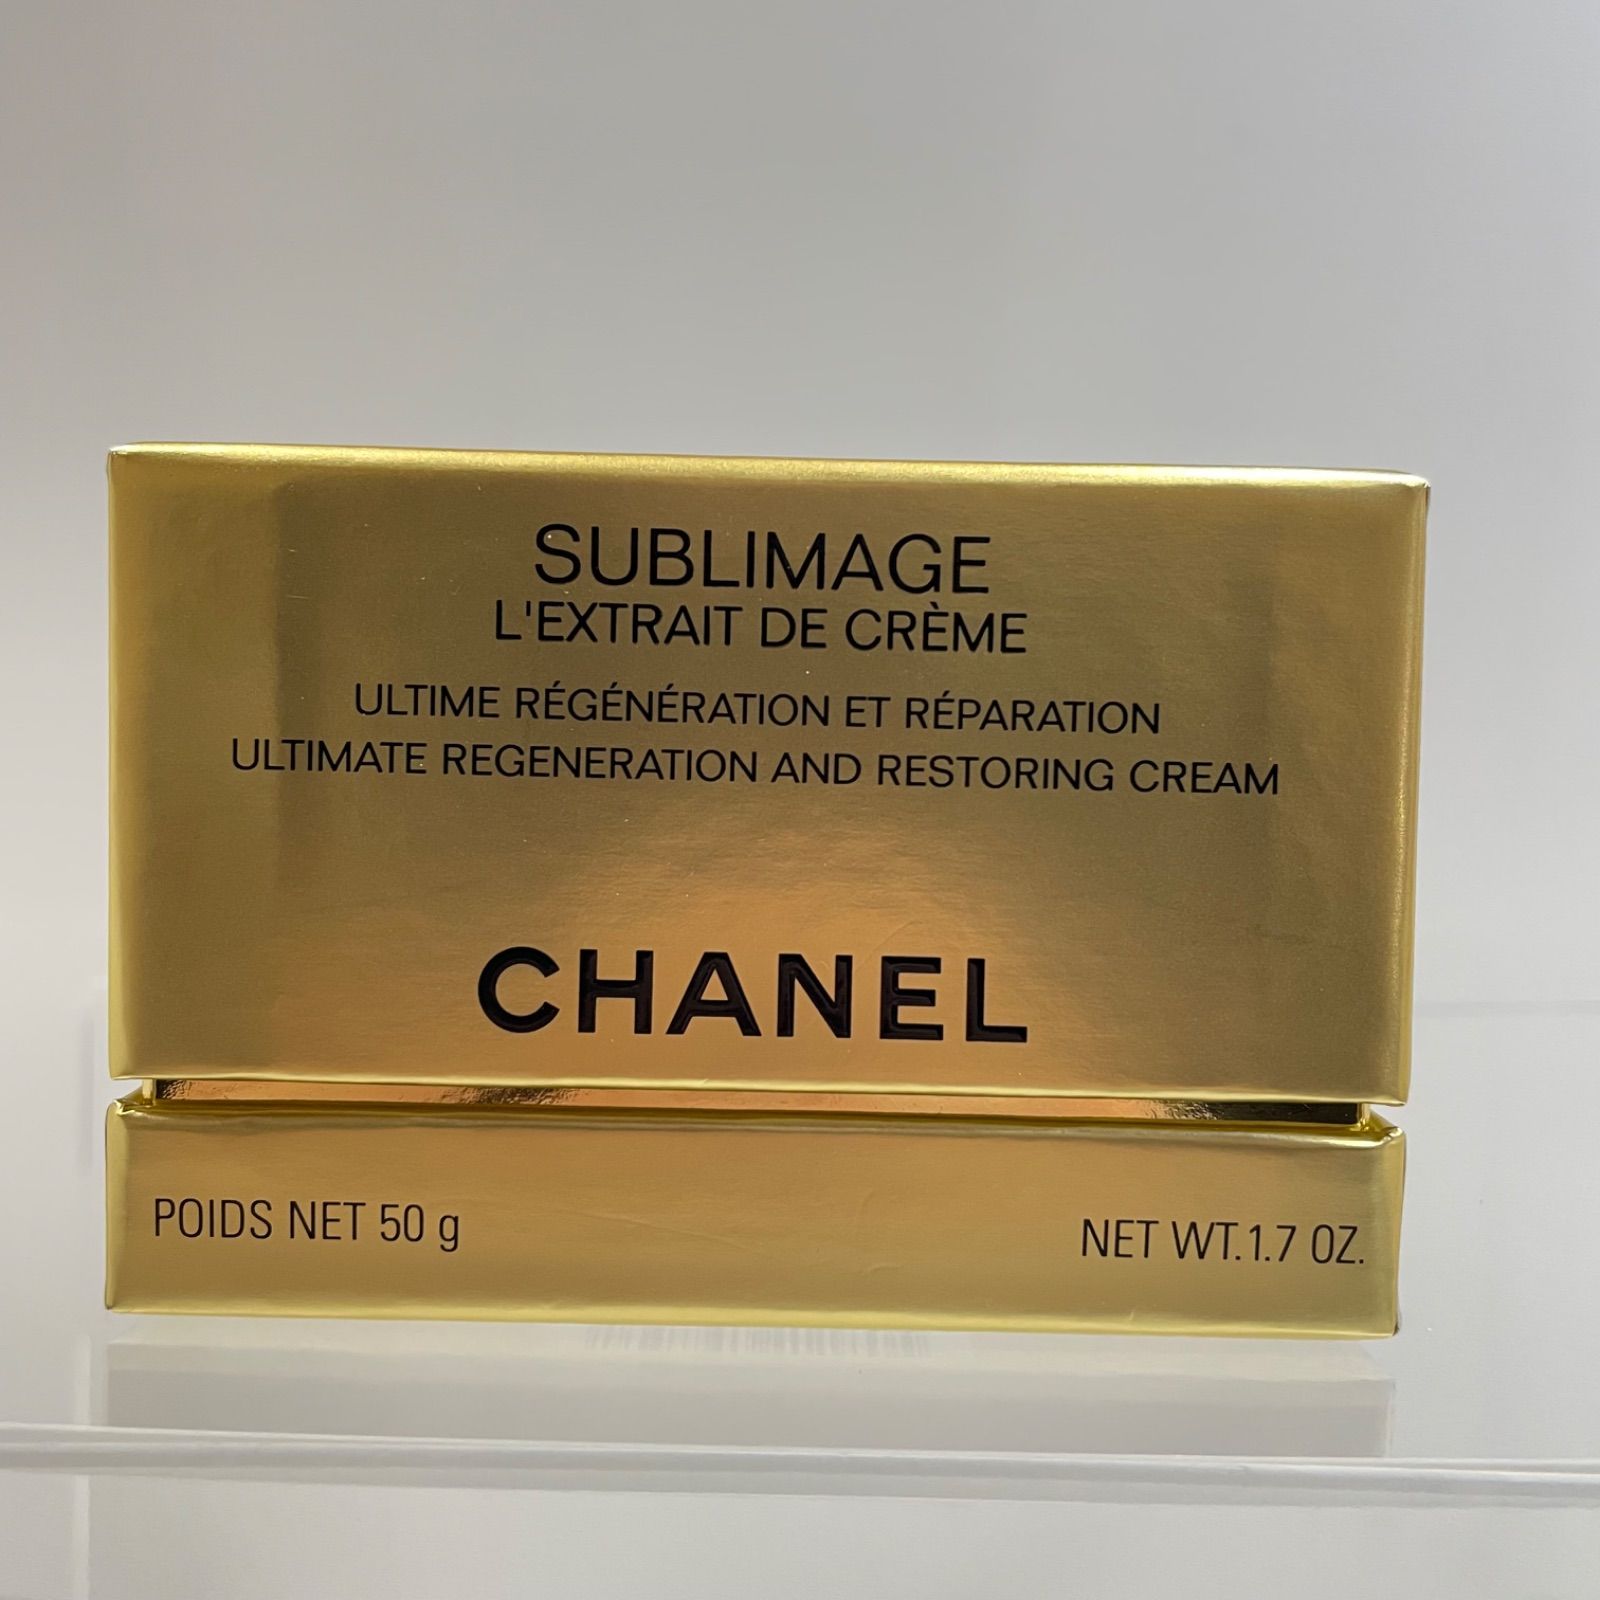 SUBLIMAGE
L'EXTRAIT DE CRÈME
ULTIME RÉGÉNÉRATION ET RÉPARATION
ULTIMATE REGENERATION AND RESTORING CREAM
CHANEL
POIDS NET 50 g
NET WT.1.7 OZ.